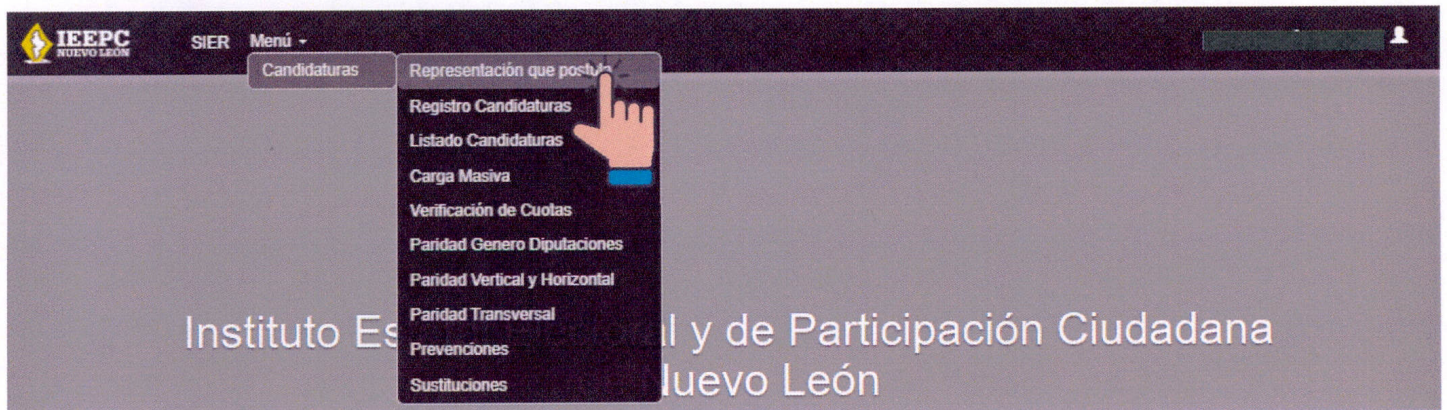 IEEPC
NUEVO LEÓN
SIER Menú
Candidaturas
Representación que postula
Registro Candidaturas
Listado Candidaturas
Carga Masiva
Verificación de Cuotas
Paridad Genero Diputaciones
Paridad Vertical y Horizontal
Paridad Transversal
Prevenciones
Sustituciones
Instituto Es l y de Participación Ciudadana
uevo León